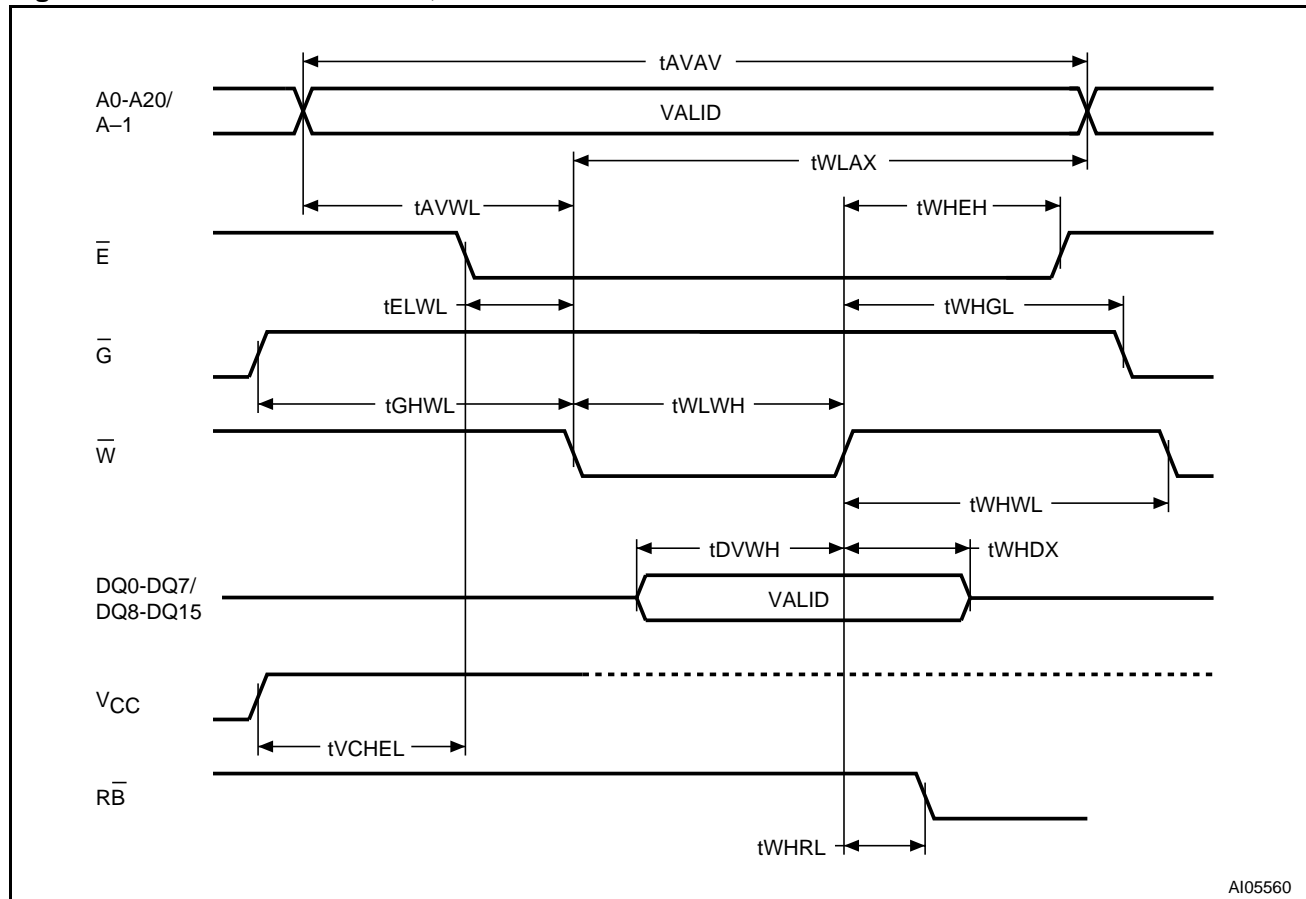 tAVAV
A0-A20/
A–1
VALID
tWLAX
tAVWL
tWHEH
E
tELWL
tWHGL
G
tGHWL
tWLWH
W
tWHWL
tDVWH
tWHDX
DQ0-DQ7/
DQ8-DQ15
VALID
VCC
tVCHEL
RB
tWHRL
AI05560